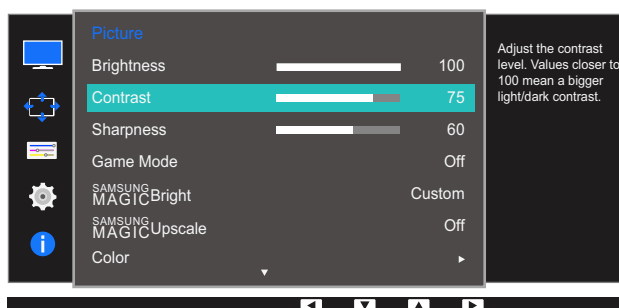 Picture
Brightness 100
Contrast 75
Sharpness 60
Game Mode Off
SAMSUNG MAGIC Bright Custom
SAMSUNG MAGIC Upscale Off
Color
Adjust the contrast
level. Values closer to
100 mean a bigger
light/dark contrast.